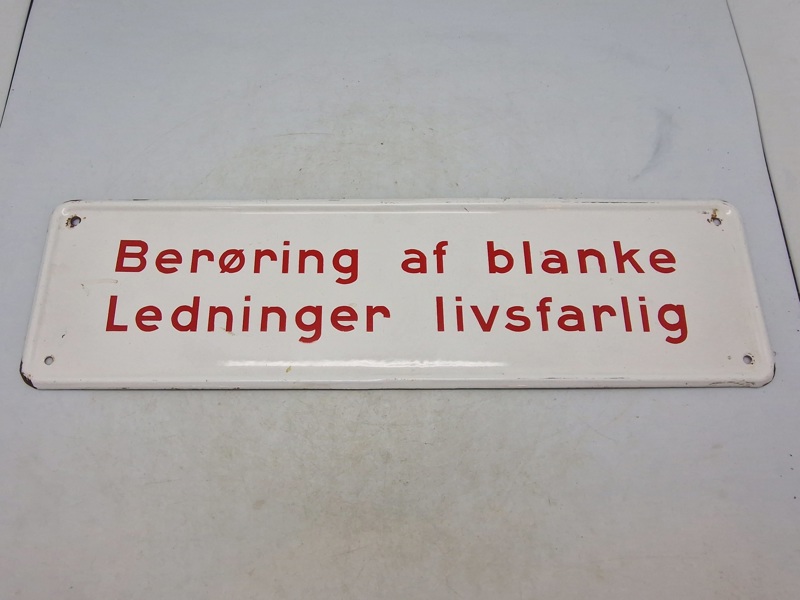 Berøring af blanke
Ledninger livsfarlig